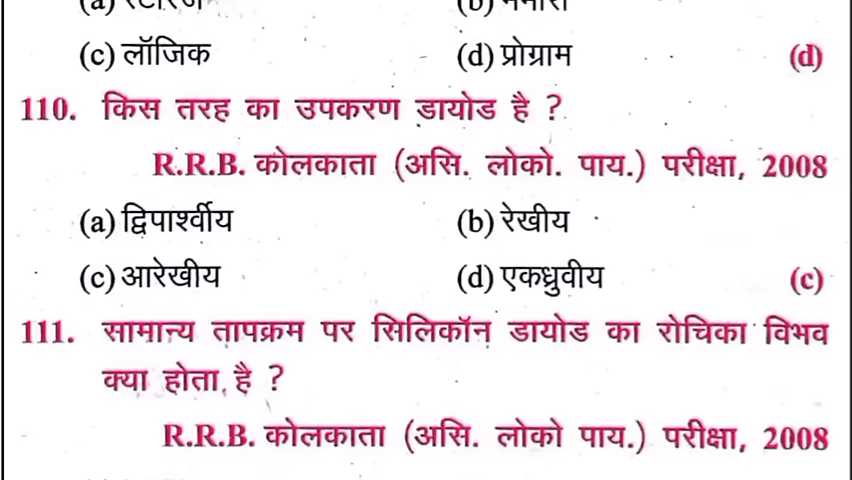 (c) लॉजिक (d) प्रोग्राम (d)
110. किस तरह का उपकरण डायोड है ?
R.R.B. कोलकाता (असि. लोको. पाय.) परीक्षा, 2008
(a) द्विपार्श्वीय (b) रेखीय
(c) आरेखीय (d) एकध्रुवीय (c)
111. सामान्य तापक्रम पर सिलिकॉन डायोड का रोधिका विभव
क्या होता है ?
R.R.B. कोलकाता (असि. लोको पाय.) परीक्षा, 2008